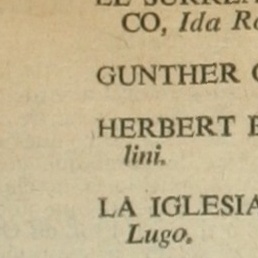 CO, Ida
GUNTHER
HERBERT
lini.
LA IGLESIA
Lugo.